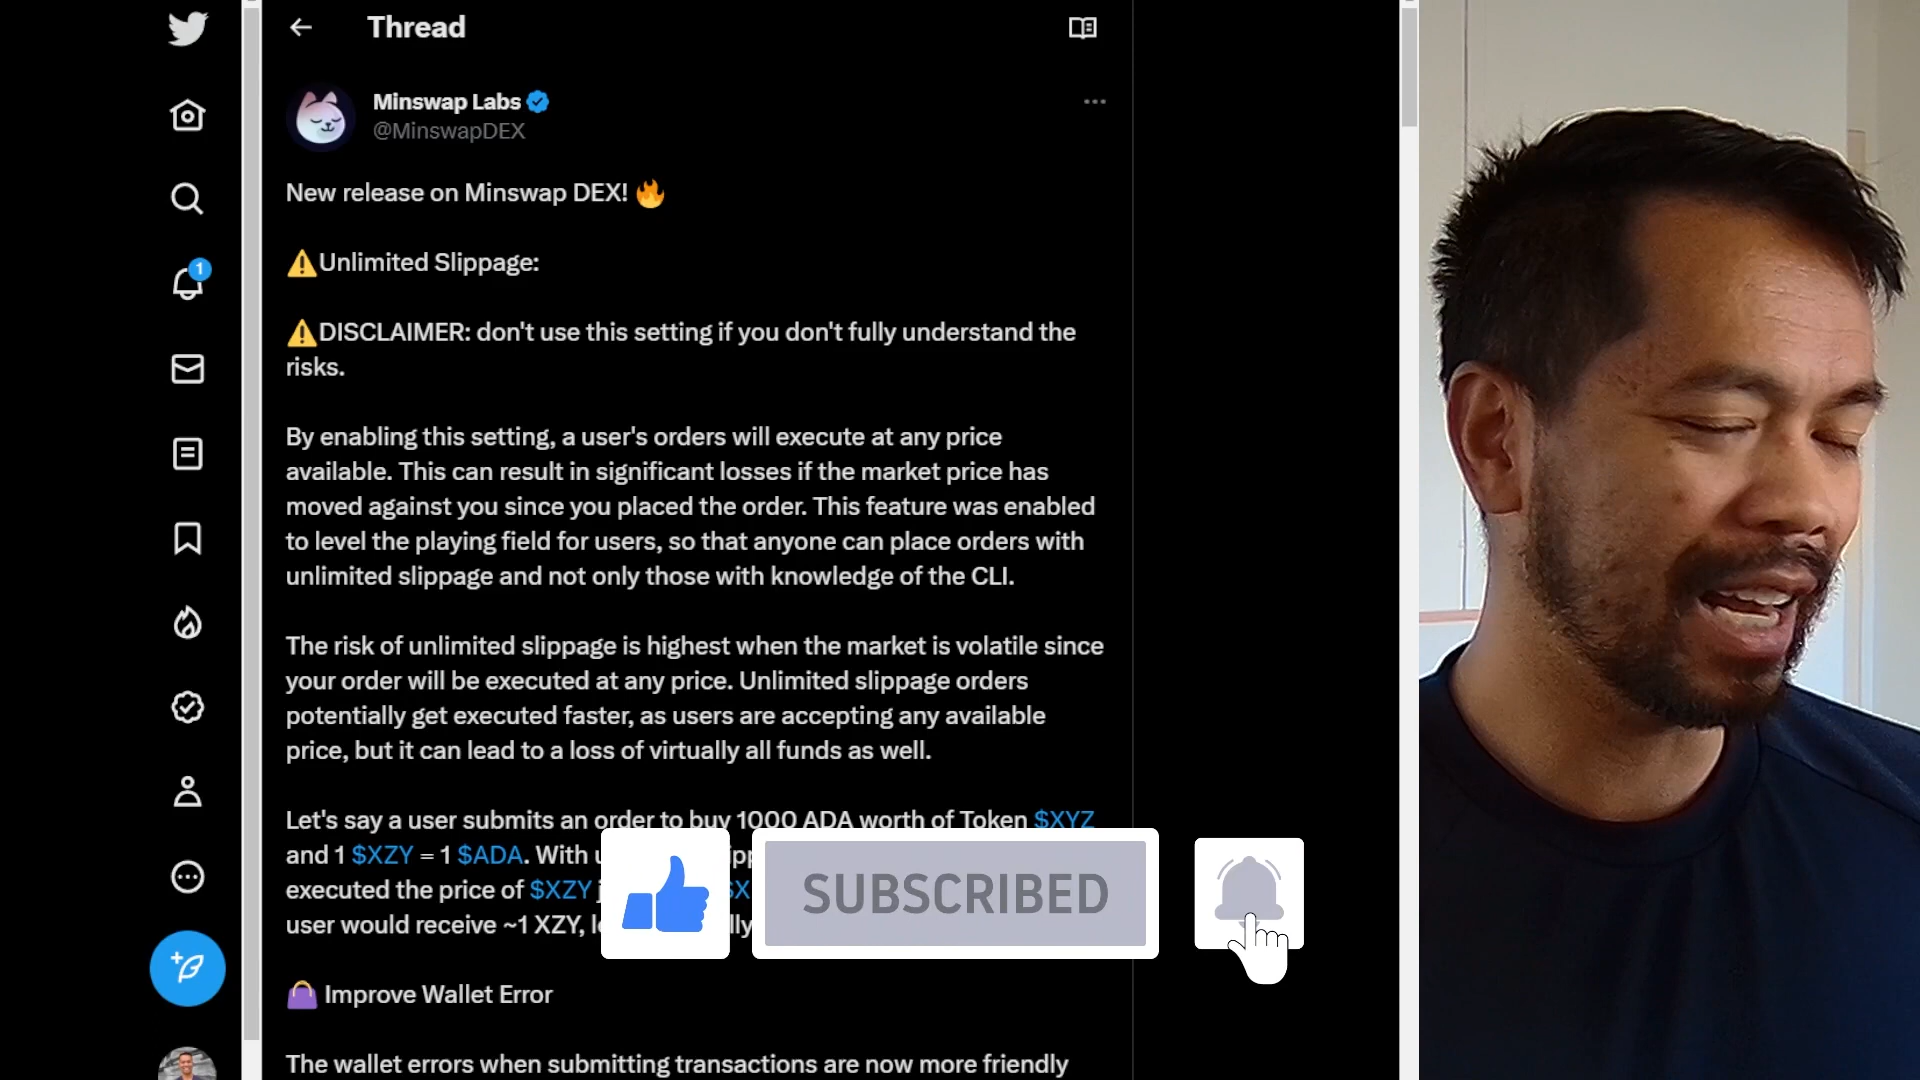 Thread
Minswap Labs
@MinswapDEX
New release on Minswap DEX! 🔥
⚠️Unlimited Slippage:
⚠️DISCLAIMER: don't use this setting if you don't fully understand the
risks.
By enabling this setting, a user's orders will execute at any price
available. This can result in significant losses if the market price has
moved against you since you placed the order. This feature was enabled
to level the playing field for users, so that anyone can place orders with
unlimited slippage and not only those with knowledge of the CLI.
The risk of unlimited slippage is highest when the market is volatile since
your order will be executed at any price. Unlimited slippage orders
potentially get executed faster, as users are accepting any available
price, but it can lead to a loss of virtually all funds as well.
Let's say a user submits an order to buy 1000 ADA worth of Token $XYZ
and 1 $XZY = 1 $ADA. With
executed the price of $XZY
user would receive ~1 XZY,
SUBSCRIBED
👜 Improve Wallet Error
The wallet errors when submitting transactions are now more friendly
1